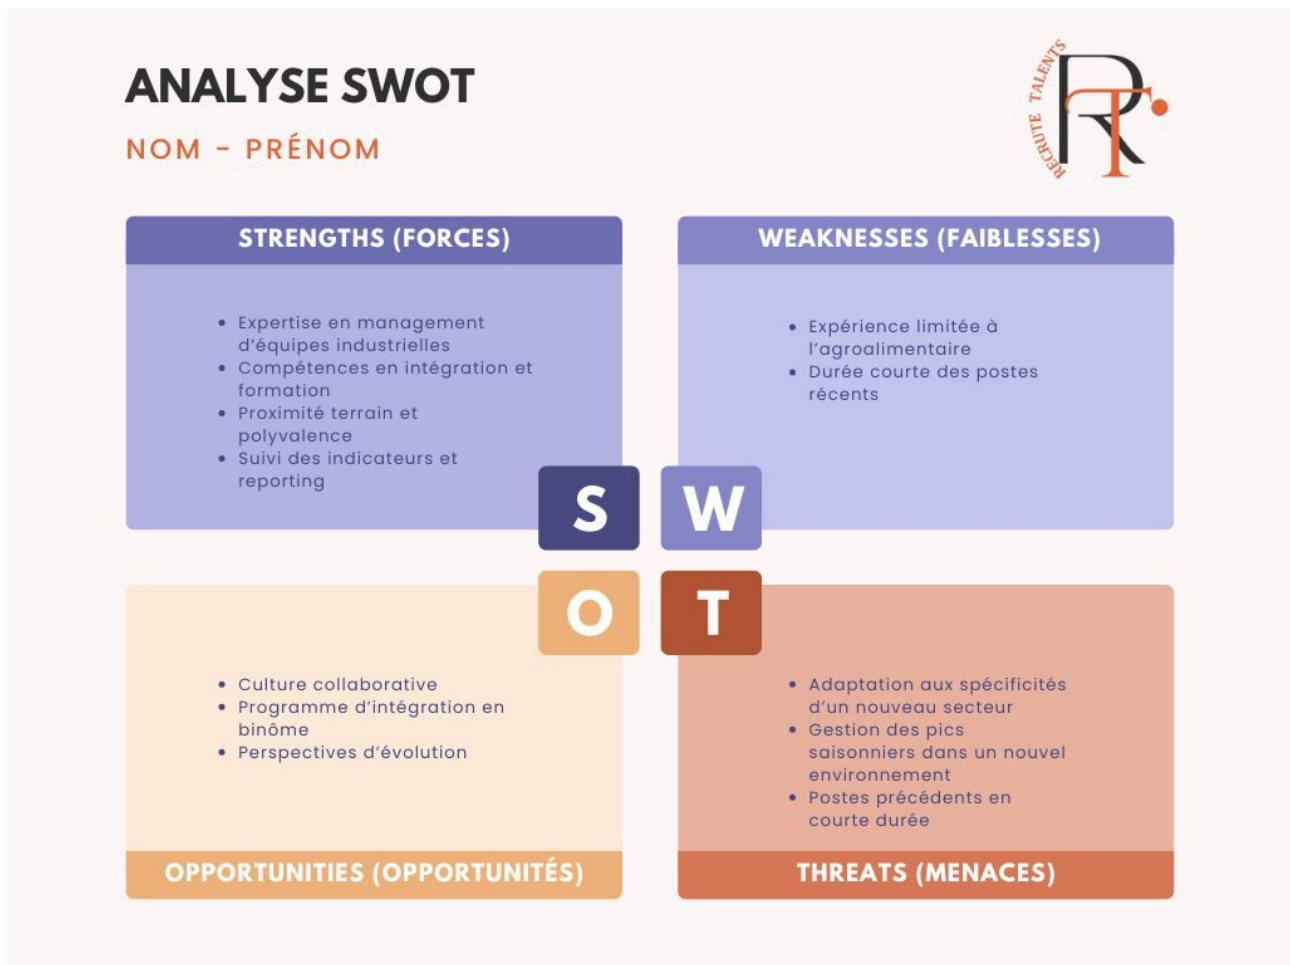 ANALYSE SWOT
NOM - PRÉNOM
RECRUTE TALENTS
RT
STRENGTHS (FORCES)
• Expertise en management
d'équipes industrielles
• Compétences en intégration et
formation
• Proximité terrain et
polyvalence
• Suivi des indicateurs et
reporting
WEAKNESSES (FAIBLESSES)
• Expérience limitée à
l'agroalimentaire
• Durée courte des postes
récents
S
W
O
T
• Culture collaborative
• Programme d'intégration en
binôme
• Perspectives d'évolution
OPPORTUNITIES (OPPORTUNITÉS)
• Adaptation aux spécificités
d'un nouveau secteur
• Gestion des pics
saisonniers dans un nouvel
environnement
• Postes précédents en
courte durée
THREATS (MENACES)